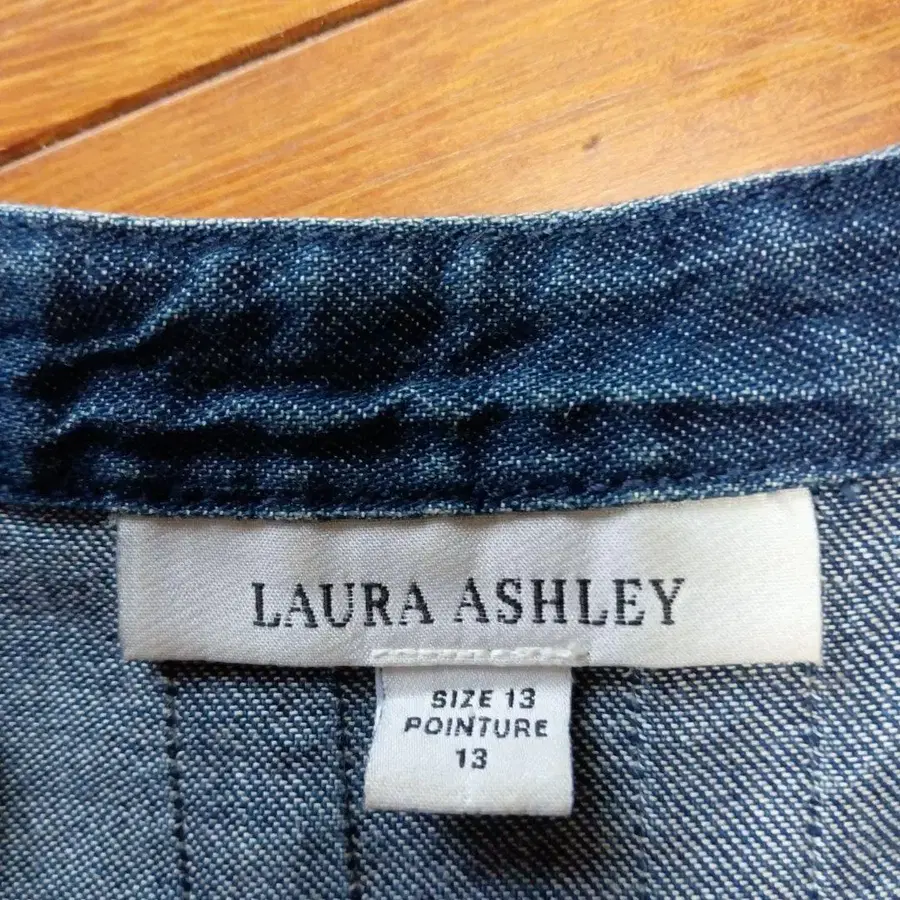 LAURA ASHLEY
SIZE 13
POINTURE
13